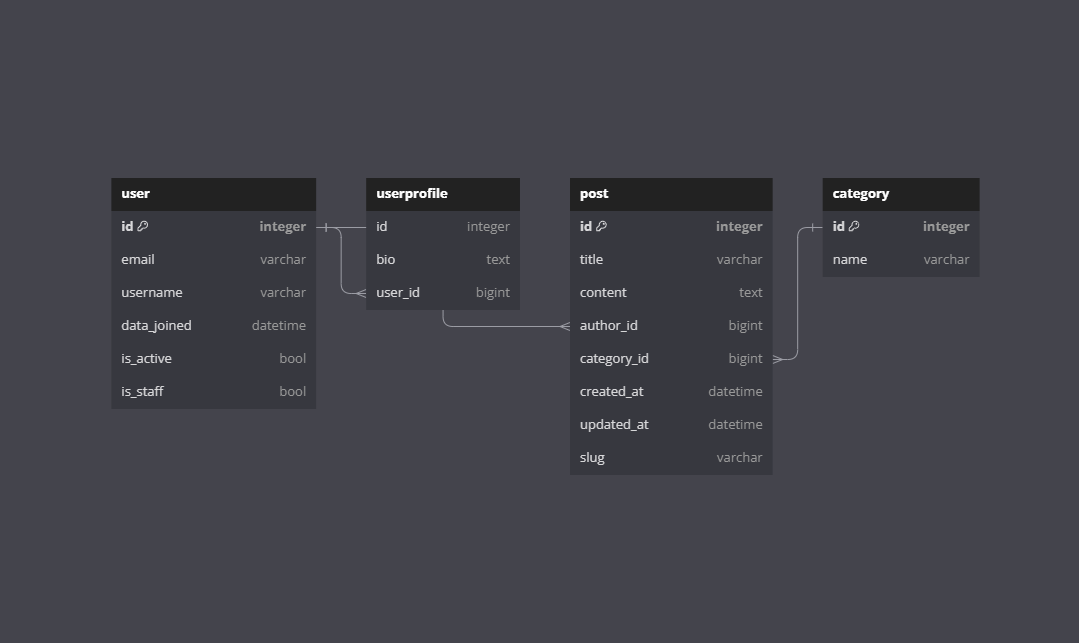 user
id integer
email varchar
username varchar
data_joined datetime
is_active bool
is_staff bool
userprofile
id integer
bio text
user_id bigint
post
id integer
title varchar
content text
author_id bigint
category_id bigint
created_at datetime
updated_at datetime
slug varchar
category
id integer
name varchar